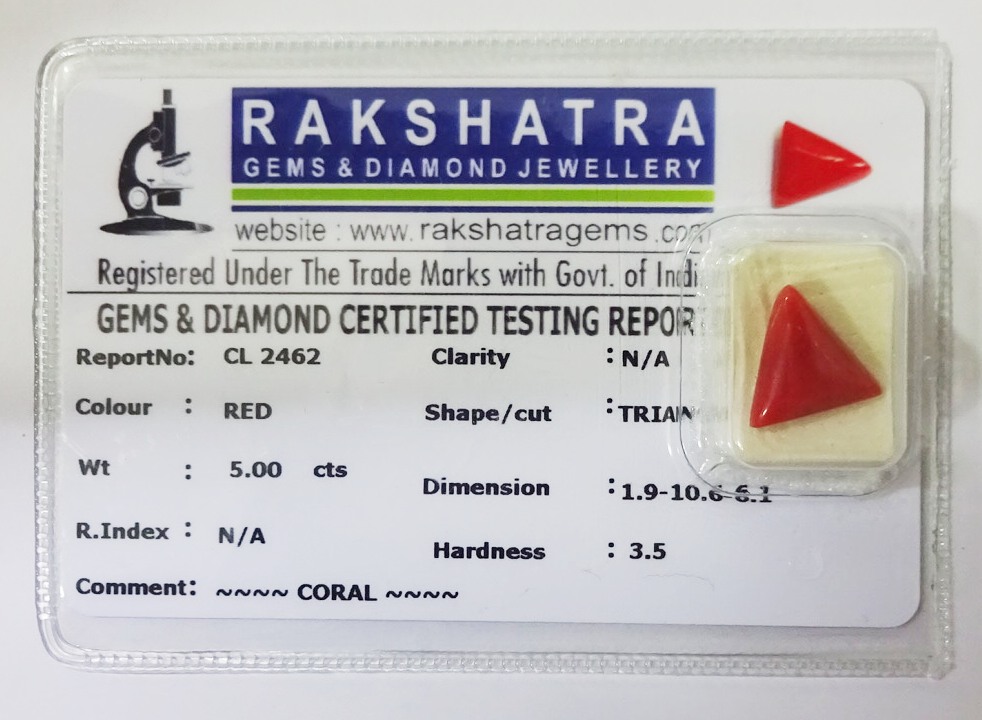 RAKSHATRA
GEMS & DIAMOND JEWELLERY
website : www. rakshatragems .com
Registered Under The Trade Marks with Govt. of India
GEMS & DIAMOND CERTIFIED TESTING REPORT
ReportNo: CL 2462 Clarity : N/A
Colour : RED Shape/cut :
Wt : 5.00 cts Dimension : 1.9-10.6-6.1
R.Index : N/A Hardness : 3.5
Comment: ~~~~ CORAL ~~~~